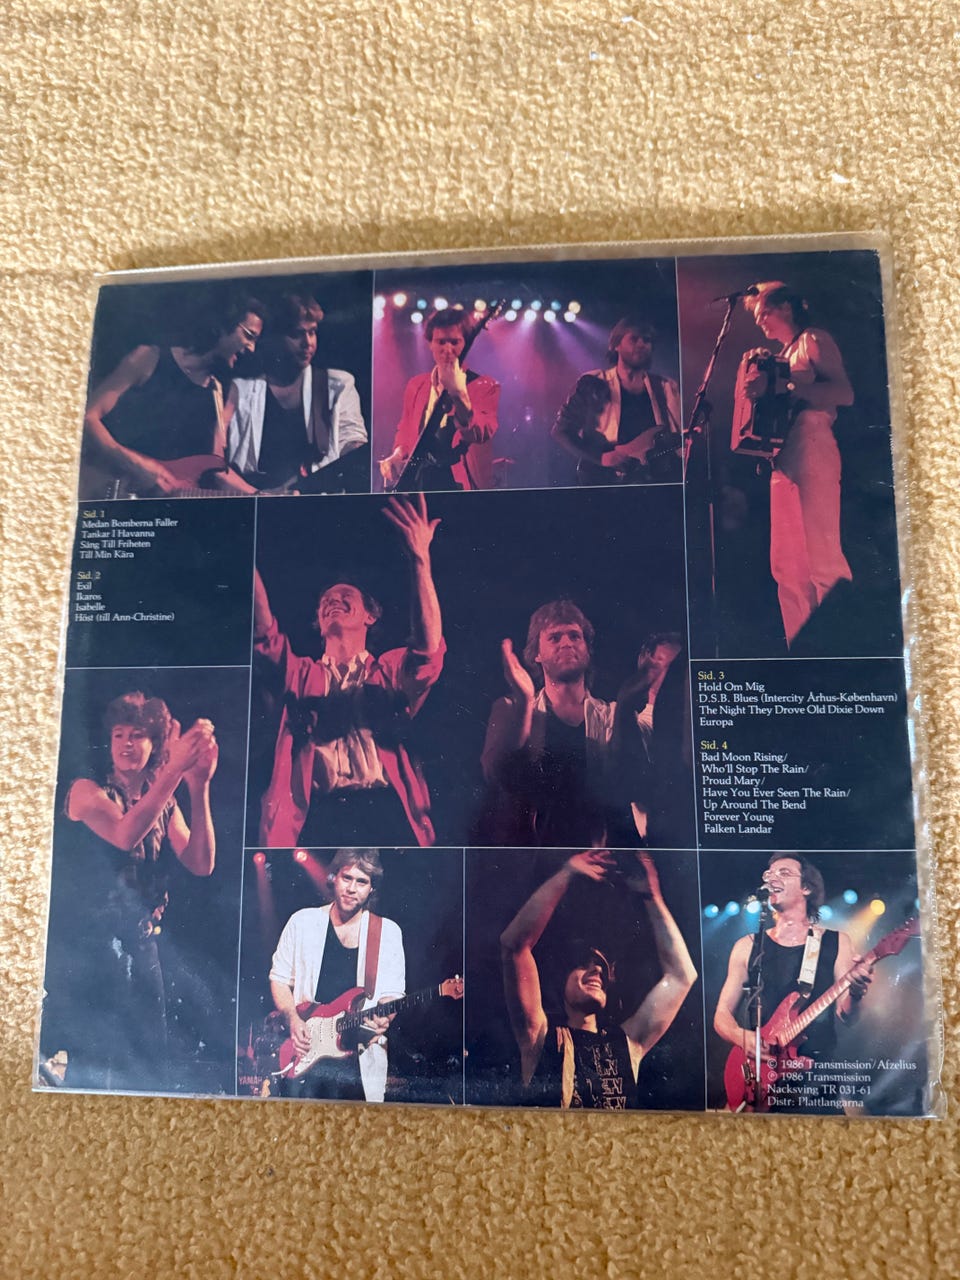 Sid. 1
Medan Bomberna Faller
Tankar I Havanna
Sång Till Friheten
Till Min Kära
Sid. 2
Exil
Ikaros
Isabelle
Höst (till Ann-Christine)
Sid. 3
Hold Om Mig
D.S.B. Blues (Intercity Århus-København)
The Night They Drove Old Dixie Down
Europa
Sid. 4
Bad Moon Rising/
Who'll Stop The Rain/
Proud Mary/
Have You Ever Seen The Rain/
Up Around The Bend
Forever Young
Falken Landar
YAMAH
© 1986 Transmission/Afzelius
℗ 1986 Transmission
Nacksving TR 031-61
Distr: Plattlangarna